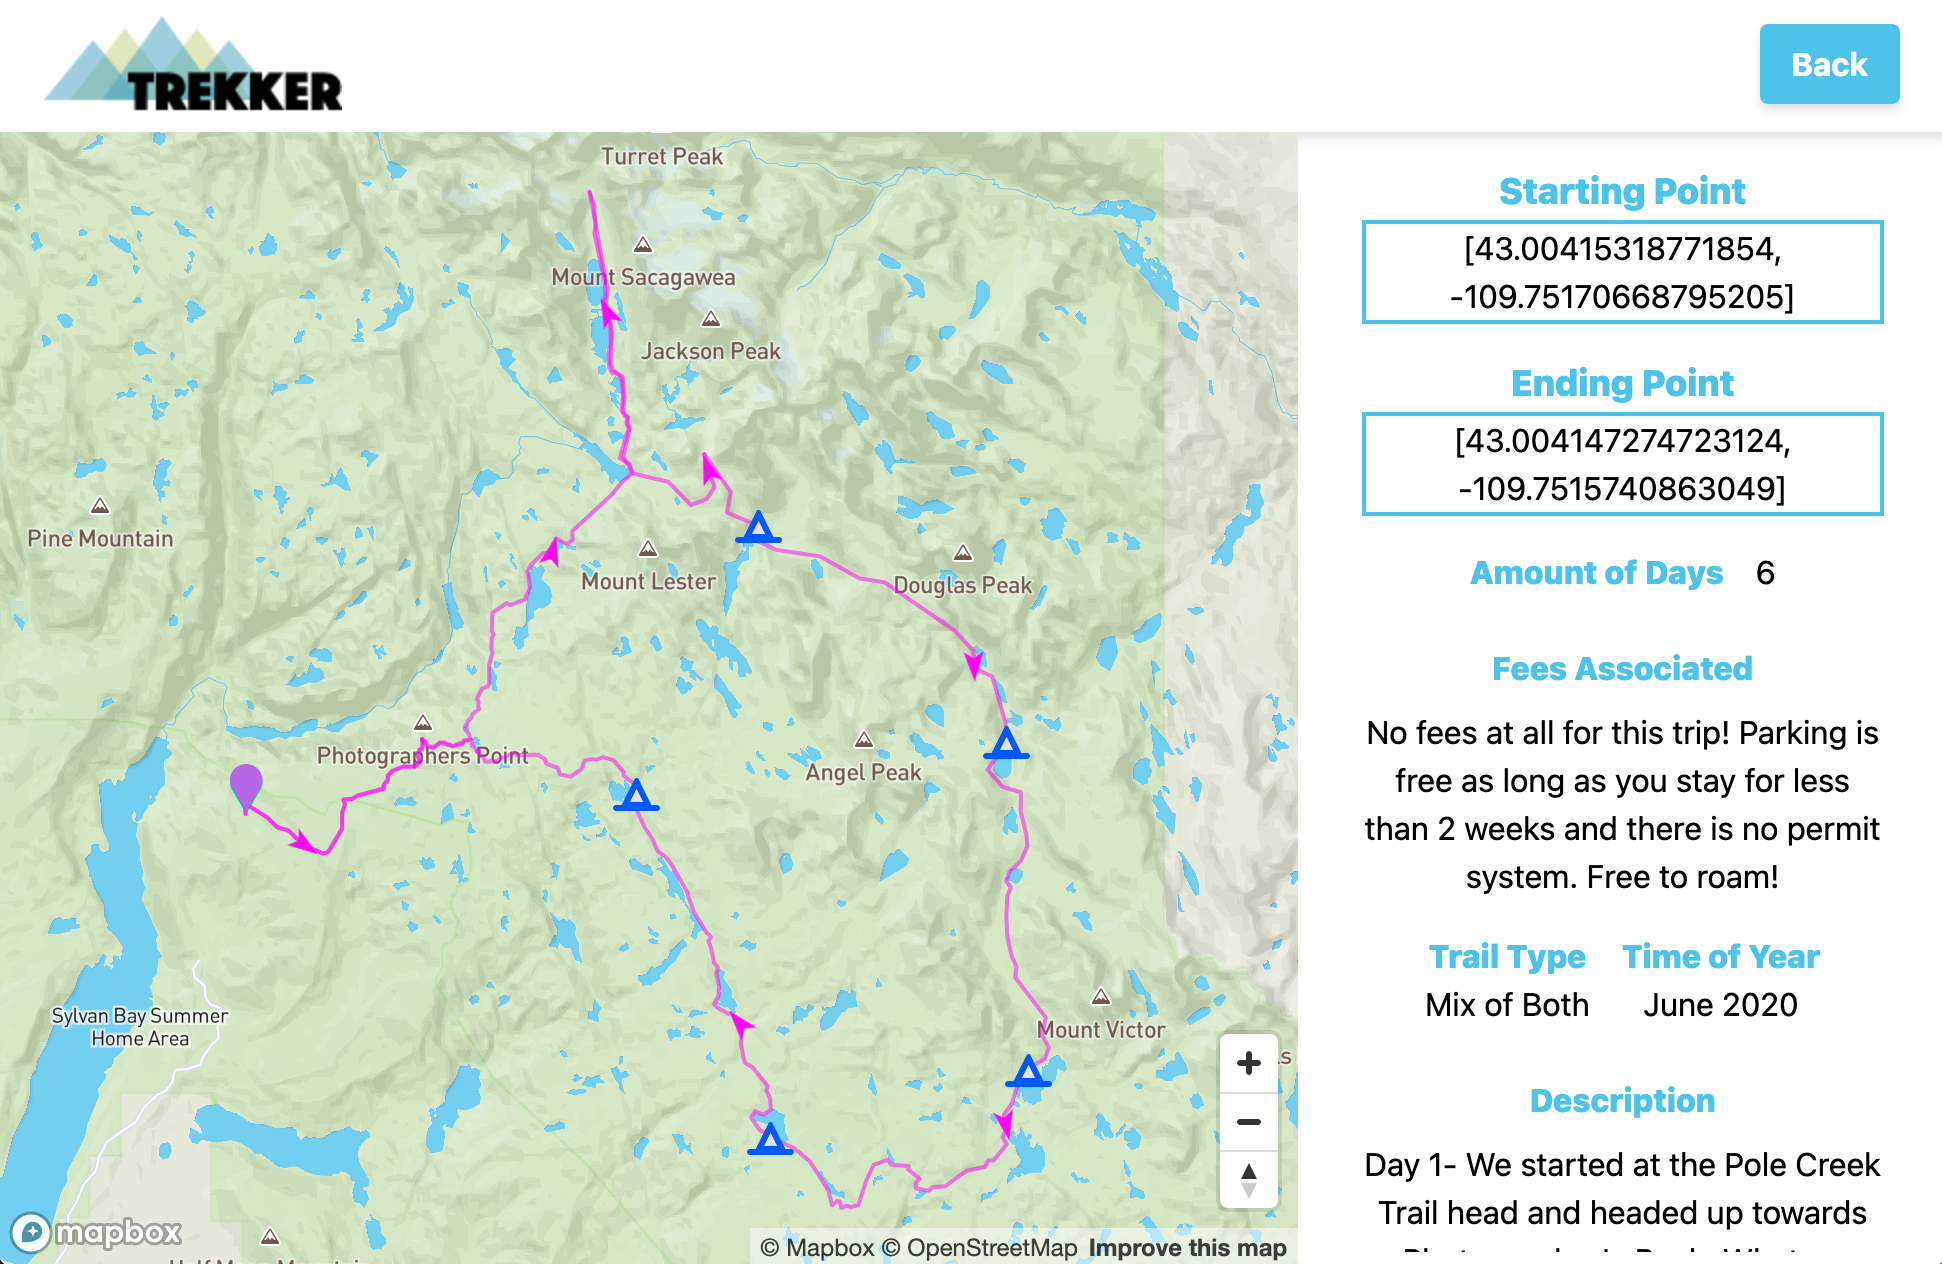 TREKKER
Back
Turret Peak
Mount Sacagawea
Jackson Peak
Pine Mountain
Mount Lester
Douglas Peak
Photographers Point
Angel Peak
Sylvan Bay Summer
Home Area
Mount Victor
mapbox
© Mapbox © OpenStreetMap Improve this map
Starting Point
[43.00415318771854,
-109.75170668795205]
Ending Point
[43.004147274723124,
-109.7515740863049]
Amount of Days 6
Fees Associated
No fees at all for this trip! Parking is
free as long as you stay for less
than 2 weeks and there is no permit
system. Free to roam!
Trail Type Time of Year
Mix of Both June 2020
Description
Day 1- We started at the Pole Creek
Trail head and headed up towards